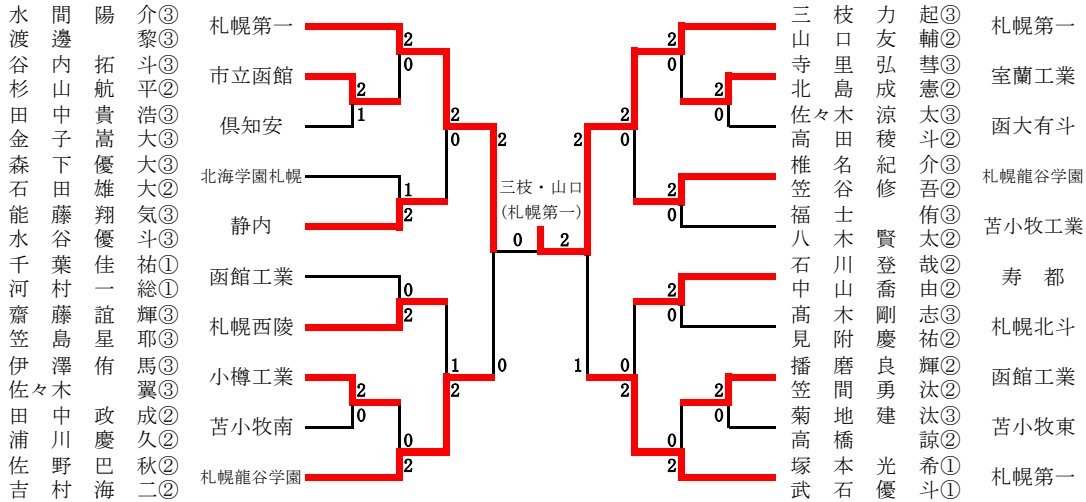 水間陽介③
渡邊黎③
札幌第一
谷内拓斗③
杉山航平②
市立函館
田中貴浩③
金子嵩大③
倶知安
森下優大③
石田雄大②
北海学園札幌
能藤翔気③
水谷優斗③
静内
千葉佳祐①
河村一総①
函館工業
齋藤誼輝③
笠島星耶③
札幌西陵
伊澤侑馬③
佐々木翼③
小樽工業
田中政成②
浦川慶久②
苫小牧南
佐野巴秋②
吉村海二②
札幌龍谷学園
2
0
2
1
2
0
1
2
2
0
2
1
2
0
2
0
0
2
0
三枝・山口
(札幌第一)
2
2
1
2
0
2
0
2
0
2
0
2
0
0
2
2
0
0
2
三枝力起③
山口友輔②
札幌第一
寺里弘彗③
北島成憲②
室蘭工業
佐々木涼太③
高田稜斗②
函大有斗
椎名紀介③
笠谷修吾②
札幌龍谷学園
福士侑③
八木賢太②
苫小牧工業
石川登哉②
中山喬由②
寿都
髙木剛志③
見附慶祐②
札幌北斗
播磨良輝②
笠間勇汰②
函館工業
菊地建汰③
高橋諒②
苫小牧東
塚本光希①
武石優斗①
札幌第一